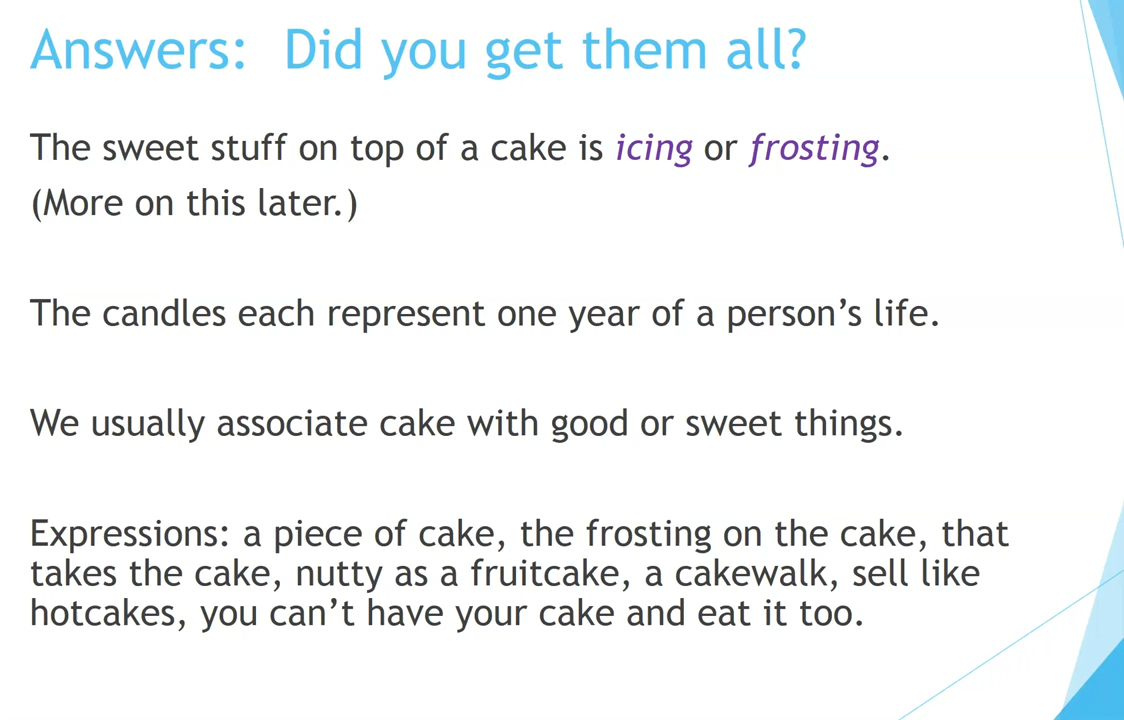 Answers:  Did you get them all?
The sweet stuff on top of a cake is icing or frosting.
(More on this later.)
The candles each represent one year of a person’s life.
We usually associate cake with good or sweet things.
Expressions: a piece of cake, the frosting on the cake, that
takes the cake, nutty as a fruitcake, a cakewalk, sell like
hotcakes, you can’t have your cake and eat it too.